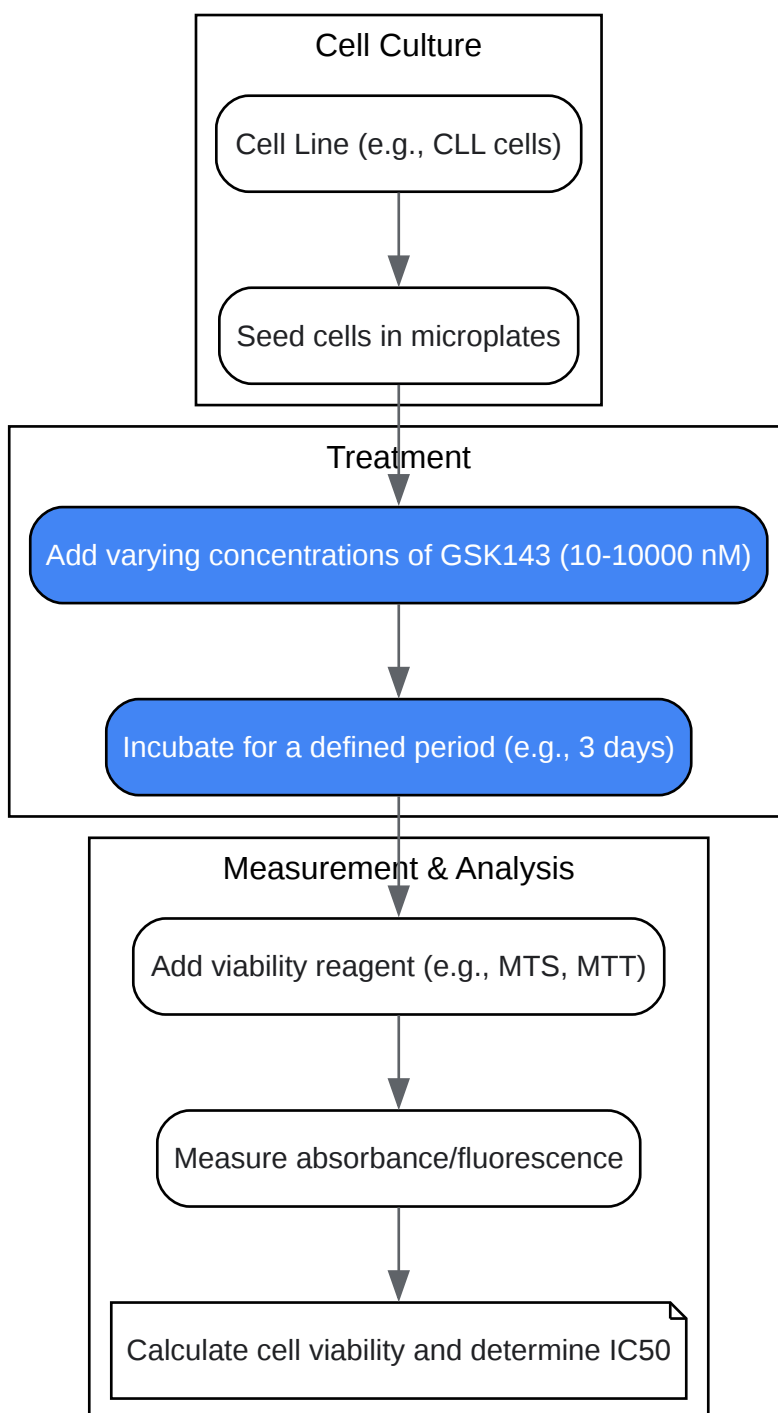 Cell Culture
Cell Line (e.g., CLL cells)
Seed cells in microplates
Treatment
Add varying concentrations of GSK143 (10-10000 nM)
Incubate for a defined period (e.g., 3 days)
Measurement & Analysis
Add viability reagent (e.g., MTS, MTT)
Measure absorbance/fluorescence
Calculate cell viability and determine IC50